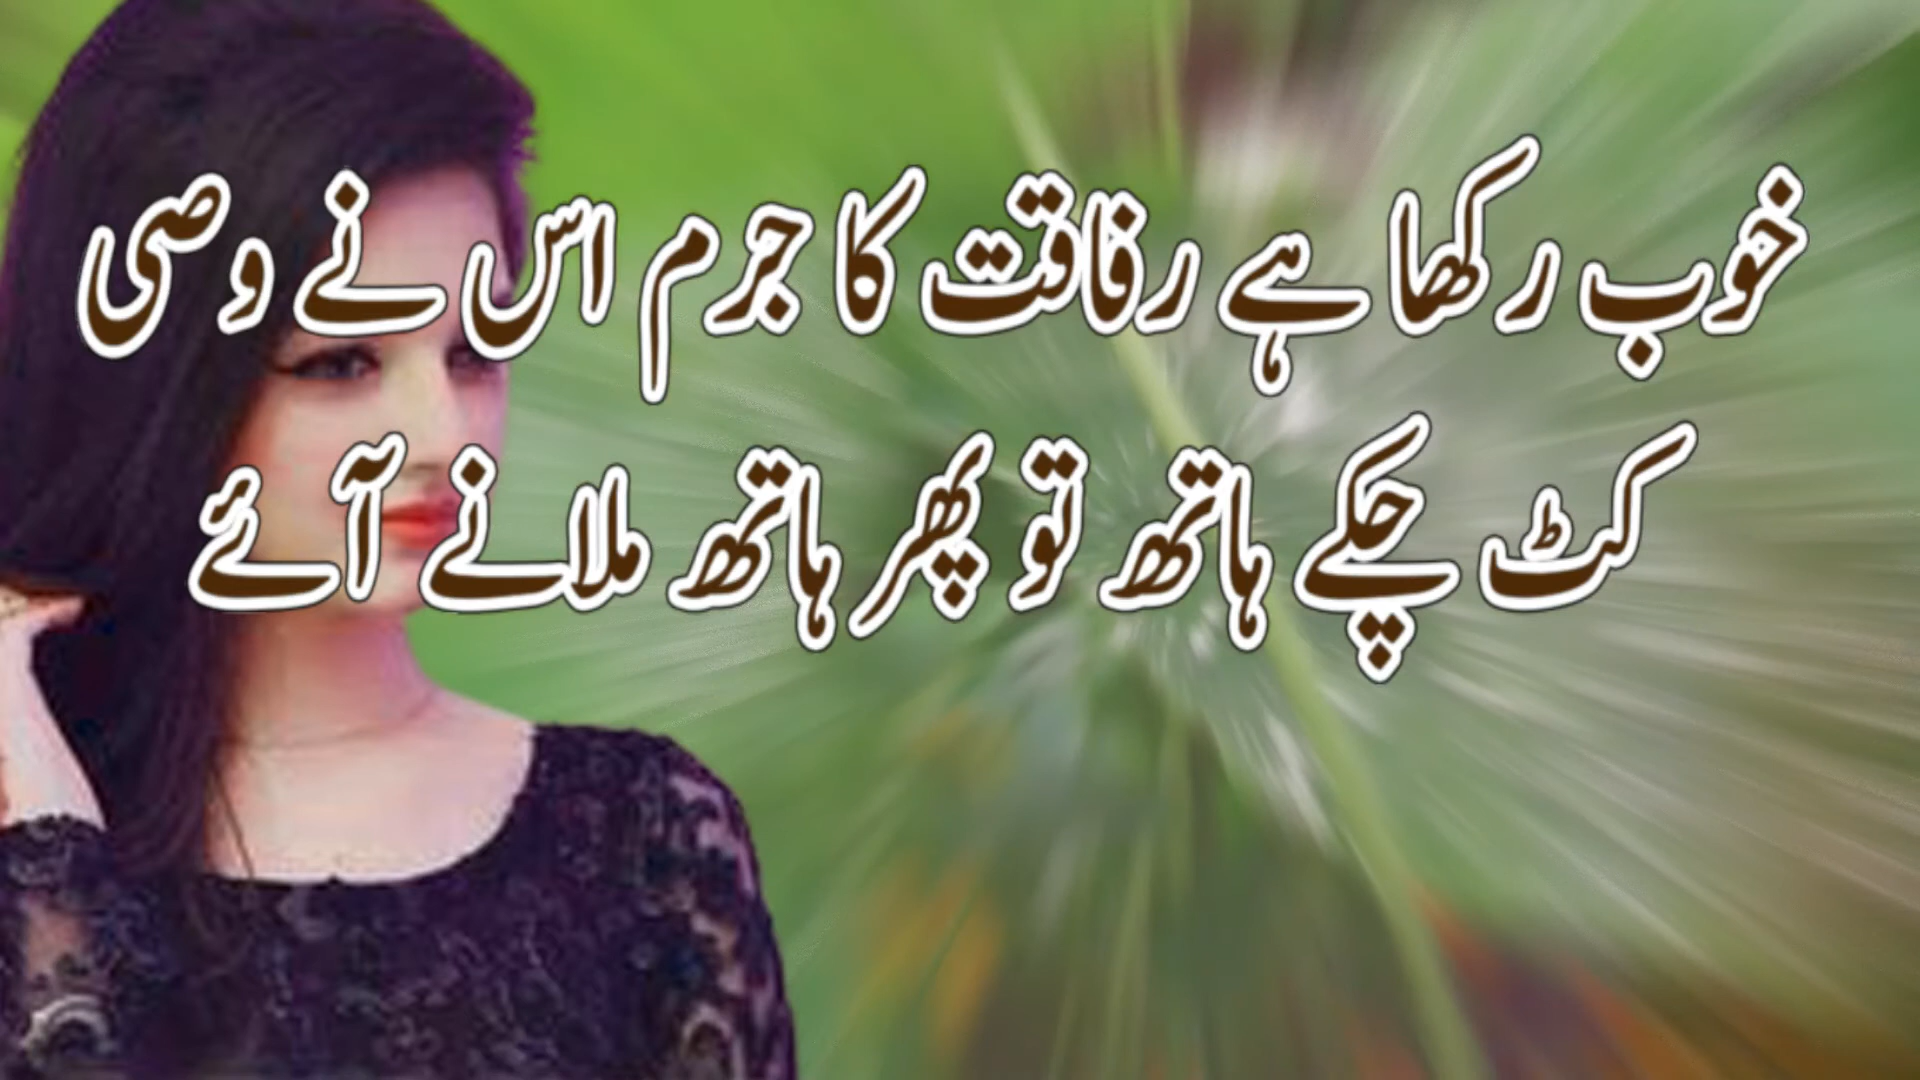 خوب رکھا ہے رفاقت کا جرم اس نے وصی
کٹ چکے ہاتھ تو پھر ہاتھ ملانے آئے